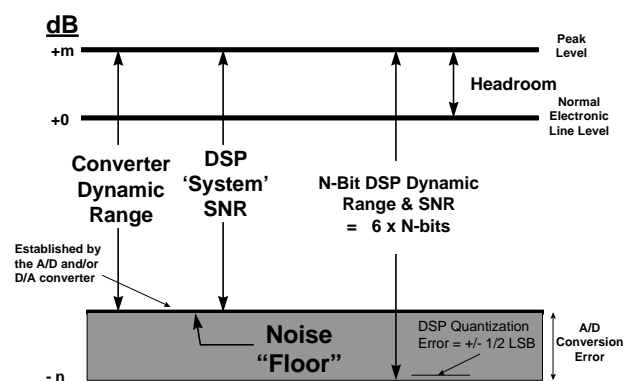 dB
+m
Peak
Level
Headroom
+0
Normal
Electronic
Line Level
Converter
Dynamic
Range
DSP
‘System’
SNR
N-Bit DSP Dynamic
Range & SNR
= 6 x N-bits
Established by
the A/D and/or
D/A converter
Noise
“Floor”
DSP Quantization
Error = +/- 1/2 LSB
A/D
Conversion
Error
- n